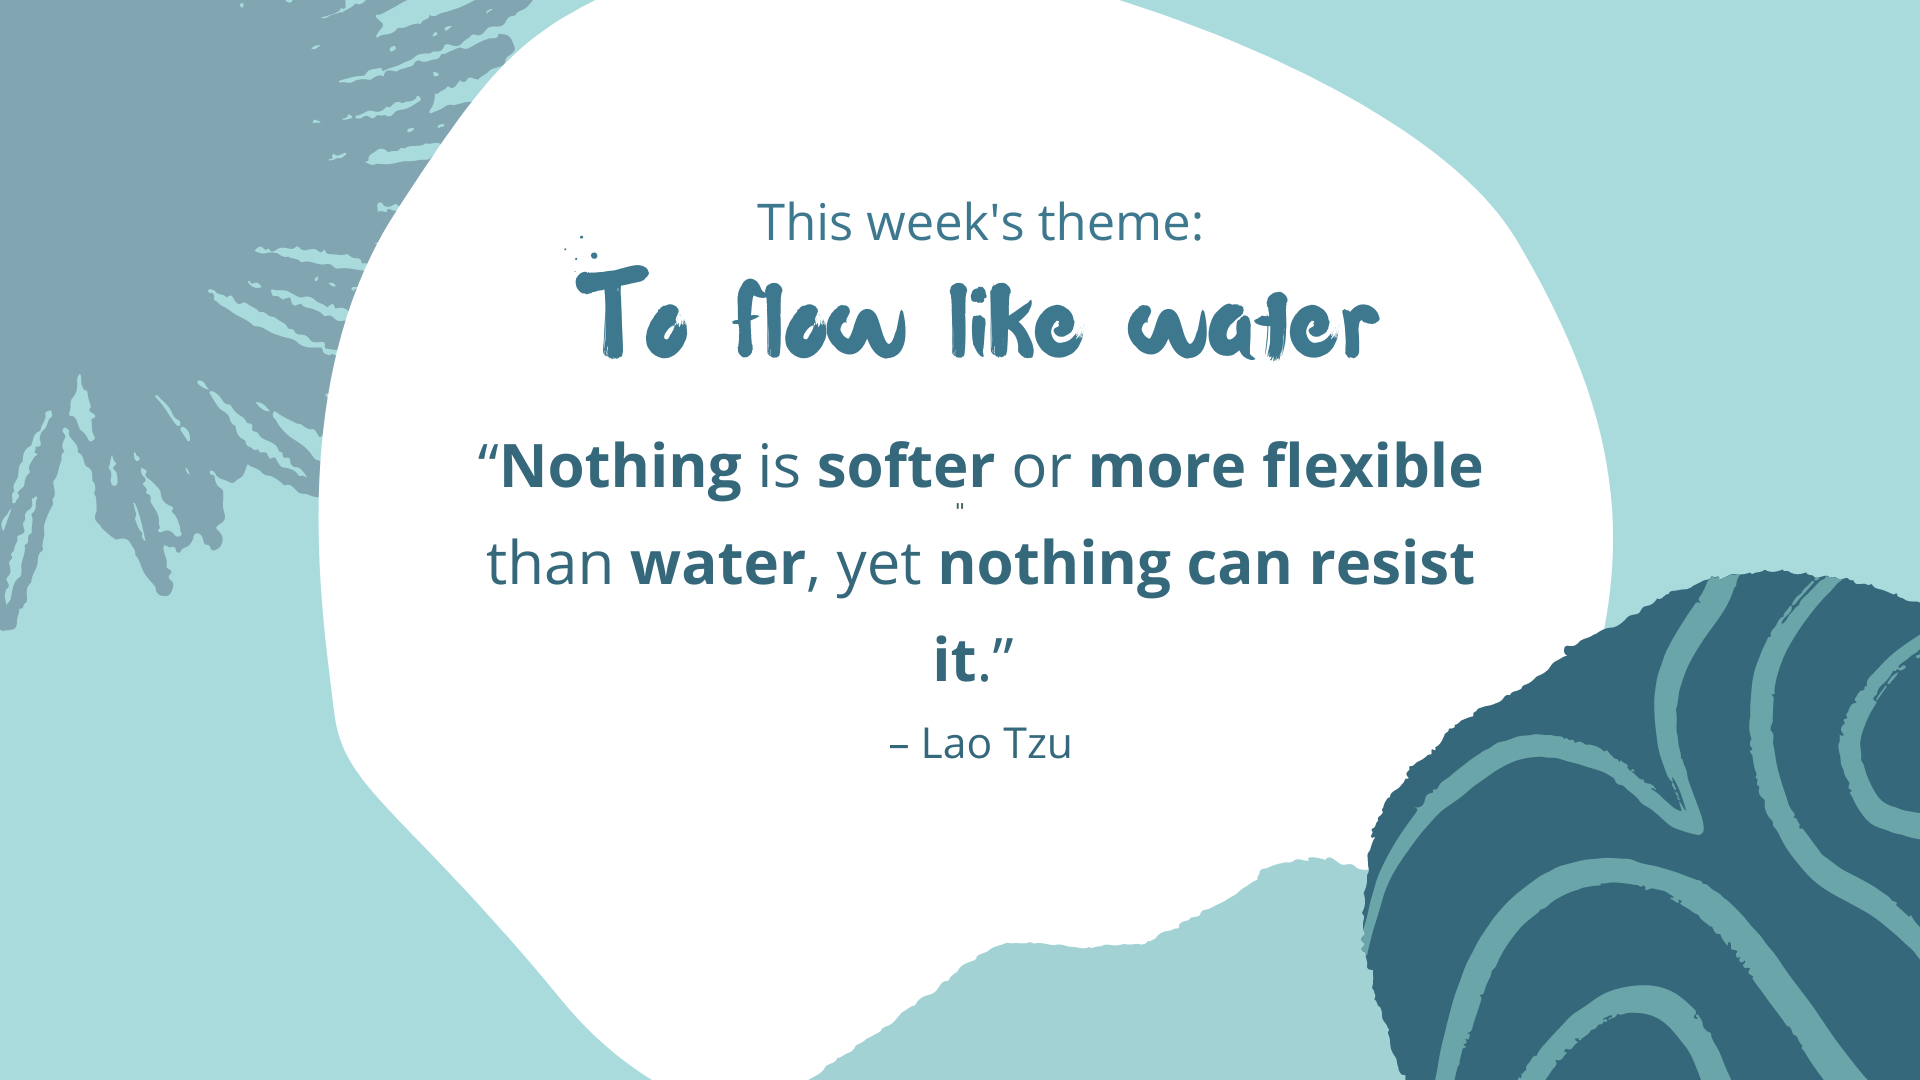 This week's theme:
To flow like water
“Nothing is softer or more flexible
"
than water, yet nothing can resist
it.”
– Lao Tzu